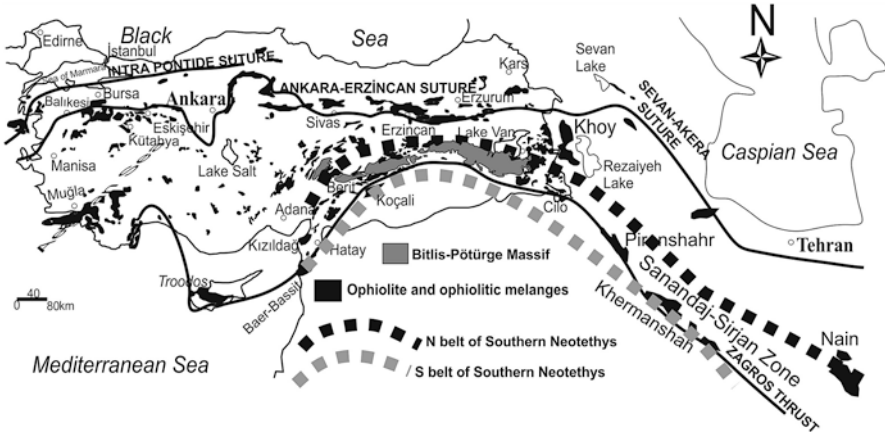 Black
Sea
N
Edirne
İstanbul
Sea of Marmara
INTRA PONTIDE SUTURE
Kars
Sevan
Lake
Balıkesi
Bursa
Ankara
ANKARA-ERZİNCAN SUTURE
Erzurum
SEVAN-AKERA
SUTURE
Eskişehir
Kütahya
Sivas
Erzincan
Lake Van
Khoy
Caspian Sea
Manisa
Lake Salt
Rezaiyeh
Lake
Muğla
Berit
Koçali
Cilo
Adana
Tehran
Kızıldağ
Hatay
Piranshahr
Bitlis-Pötürge Massif
Troodos
Baer-Bassit
Ophiolite and ophiolitic melanges
Sanandaj-Sirjan Zone
Khermanshah
40
80km
Nain
N belt of Southern Neotethys
ZAGROS THRUST
Mediterranean Sea
S belt of Southern Neotethys